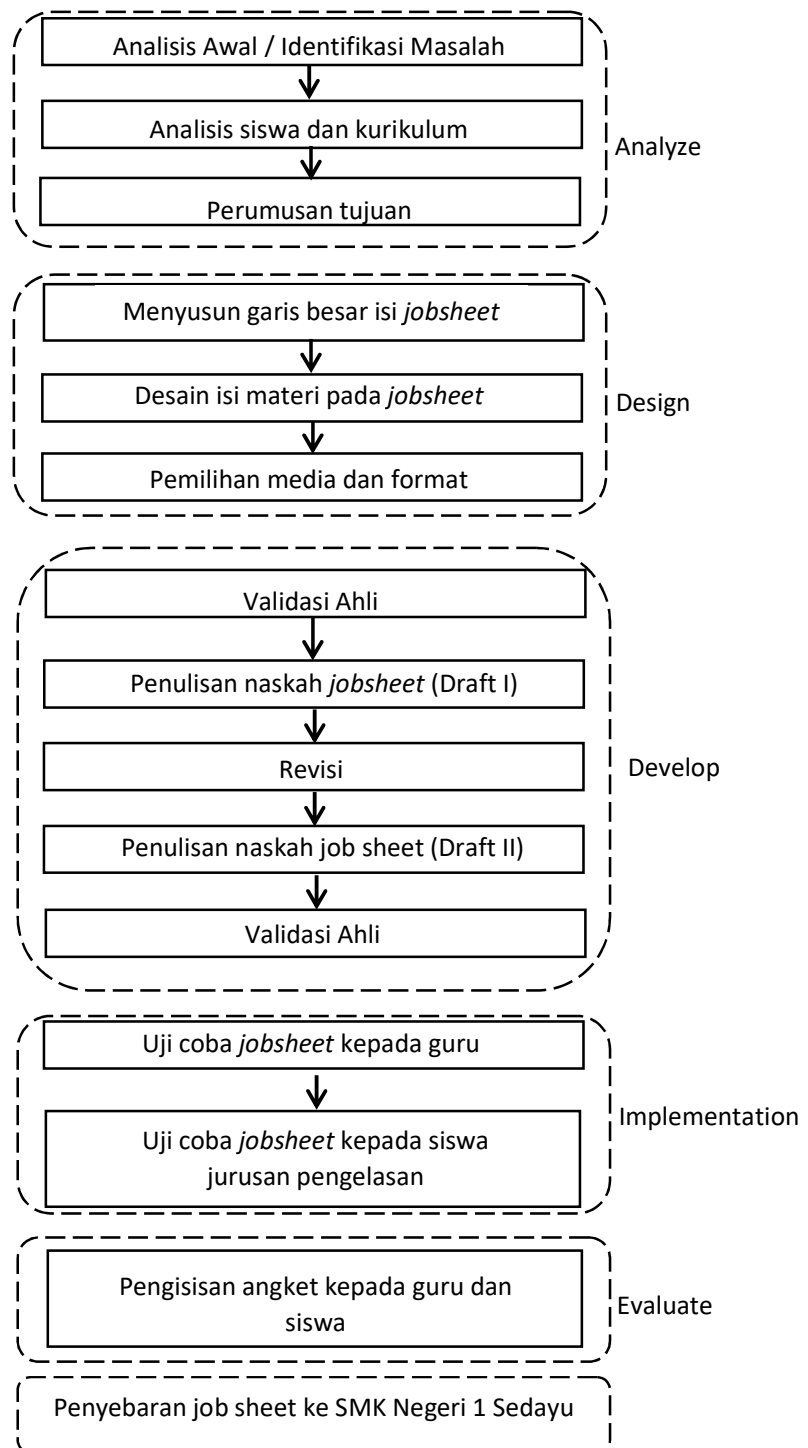 Analisis Awal / Identifikasi Masalah
Analisis siswa dan kurikulum
Analyze
Perumusan tujuan
Menyusun garis besar isi jobsheet
Desain isi materi pada jobsheet
Design
Pemilihan media dan format
Validasi Ahli
Penulisan naskah jobsheet (Draft I)
Revisi
Develop
Penulisan naskah job sheet (Draft II)
Validasi Ahli
Uji coba jobsheet kepada guru
Implementation
Uji coba jobsheet kepada siswa
jurusan pengelasan
Pengisisan angket kepada guru dan
siswa
Evaluate
Penyebaran job sheet ke SMK Negeri 1 Sedayu